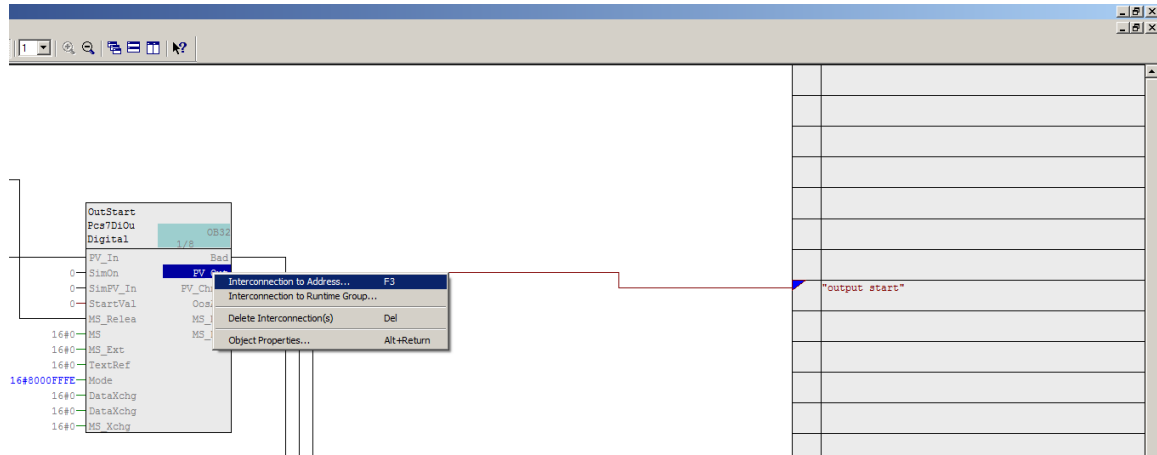 1
OutStart
Pcs7DiOu
Digital
OB32
1/8
PV_In
Bad
0
SimOn
0
SimPV_In
PV_Ch
0
StartVal
MS_Relea
MS_
16#0
MS
MS_
16#0
MS_Ext
16#0
TextRef
16#8000FFFE
Mode
16#0
DataXchg
16#0
DataXchg
16#0
MS_Xchg
Interconnection to Address... F3
Interconnection to Runtime Group...
Delete Interconnection(s) Del
Object Properties... Alt+Return
"output start"